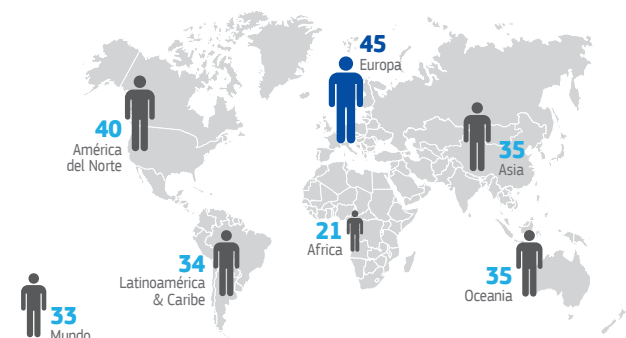 45
Europa
40
América
del Norte
35
Asia
21
Africa
34
Latinoamérica
& Caribe
35
Oceania
33
Mundo